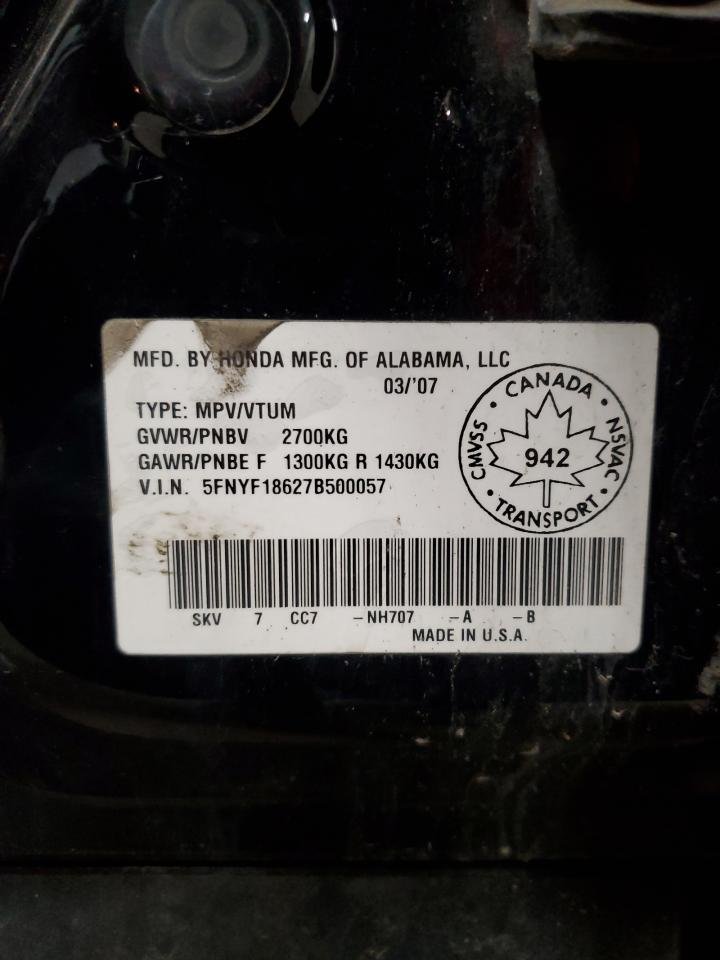 MFD. BY HONDA MFG. OF ALABAMA, LLC
03/'07
TYPE: MPV/VTUM
GVWR/PNBV 2700KG
GAWR/PNBE F 1300KG R 1430KG
V.I.N. 5FNYF18627B500057
CANADA
CMVSS
NSVAC
942
TRANSPORT
SKV 7 CC7 -NH707 -A -B
MADE IN U.S.A.